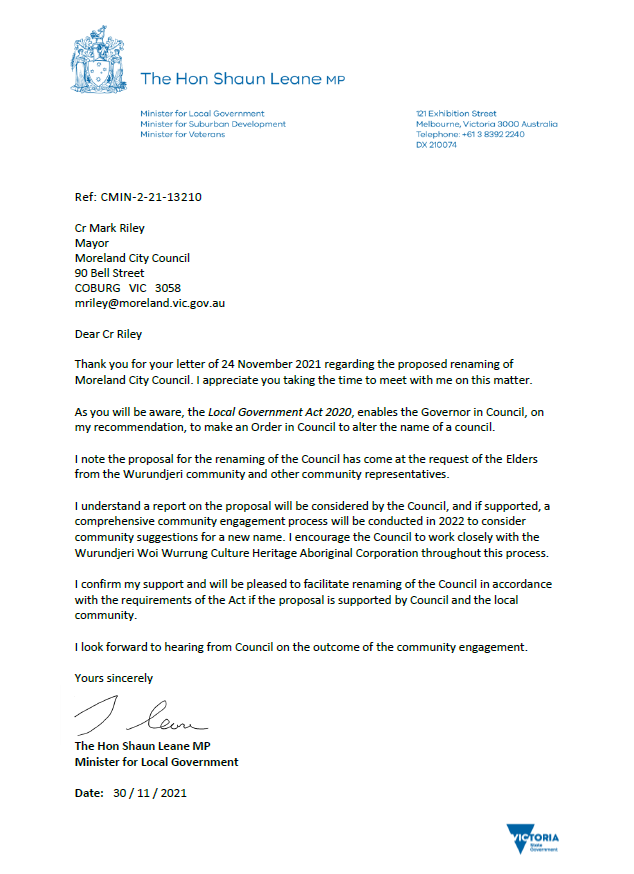 The Hon Shaun Leane MP
Minister for Local Government
Minister for Suburban Development
Minister for Veterans
121 Exhibition Street
Melbourne, Victoria 3000 Australia
Telephone: +61 3 8392 2240
DX 210074
Ref: CMIN-2-21-13210
Cr Mark Riley
Mayor
Moreland City Council
90 Bell Street
COBURG VIC 3058
mriley@moreland.vic.gov.au
Dear Cr Riley
Thank you for your letter of 24 November 2021 regarding the proposed renaming of
Moreland City Council. I appreciate you taking the time to meet with me on this matter.
As you will be aware, the Local Government Act 2020, enables the Governor in Council, on
my recommendation, to make an Order in Council to alter the name of a council.
I note the proposal for the renaming of the Council has come at the request of the Elders
from the Wurundjeri community and other community representatives.
I understand a report on the proposal will be considered by the Council, and if supported, a
comprehensive community engagement process will be conducted in 2022 to consider
community suggestions for a new name. I encourage the Council to work closely with the
Wurundjeri Woi Wurrung Culture Heritage Aboriginal Corporation throughout this process.
I confirm my support and will be pleased to facilitate renaming of the Council in accordance
with the requirements of the Act if the proposal is supported by Council and the local
community.
I look forward to hearing from Council on the outcome of the community engagement.
Yours sincerely
The Hon Shaun Leane MP
Minister for Local Government
Date: 30 / 11 / 2021
VICTORIA
State
Government